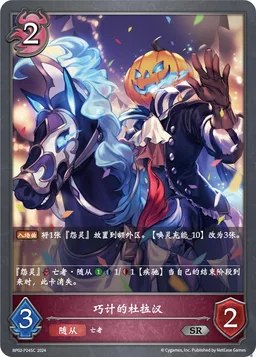 2
入场曲 将1张『怨灵』放置到额外区。【唤灵充能_10】改为3张。
『怨灵』亡者・随从 1/1【疾驰】当自己的结束阶段到来时，此卡消失。
巧计的杜拉汉
3
随从 亡者
SR
2
BP02-P24SC 2024
© Cygames, Inc. Published by NetEase Games